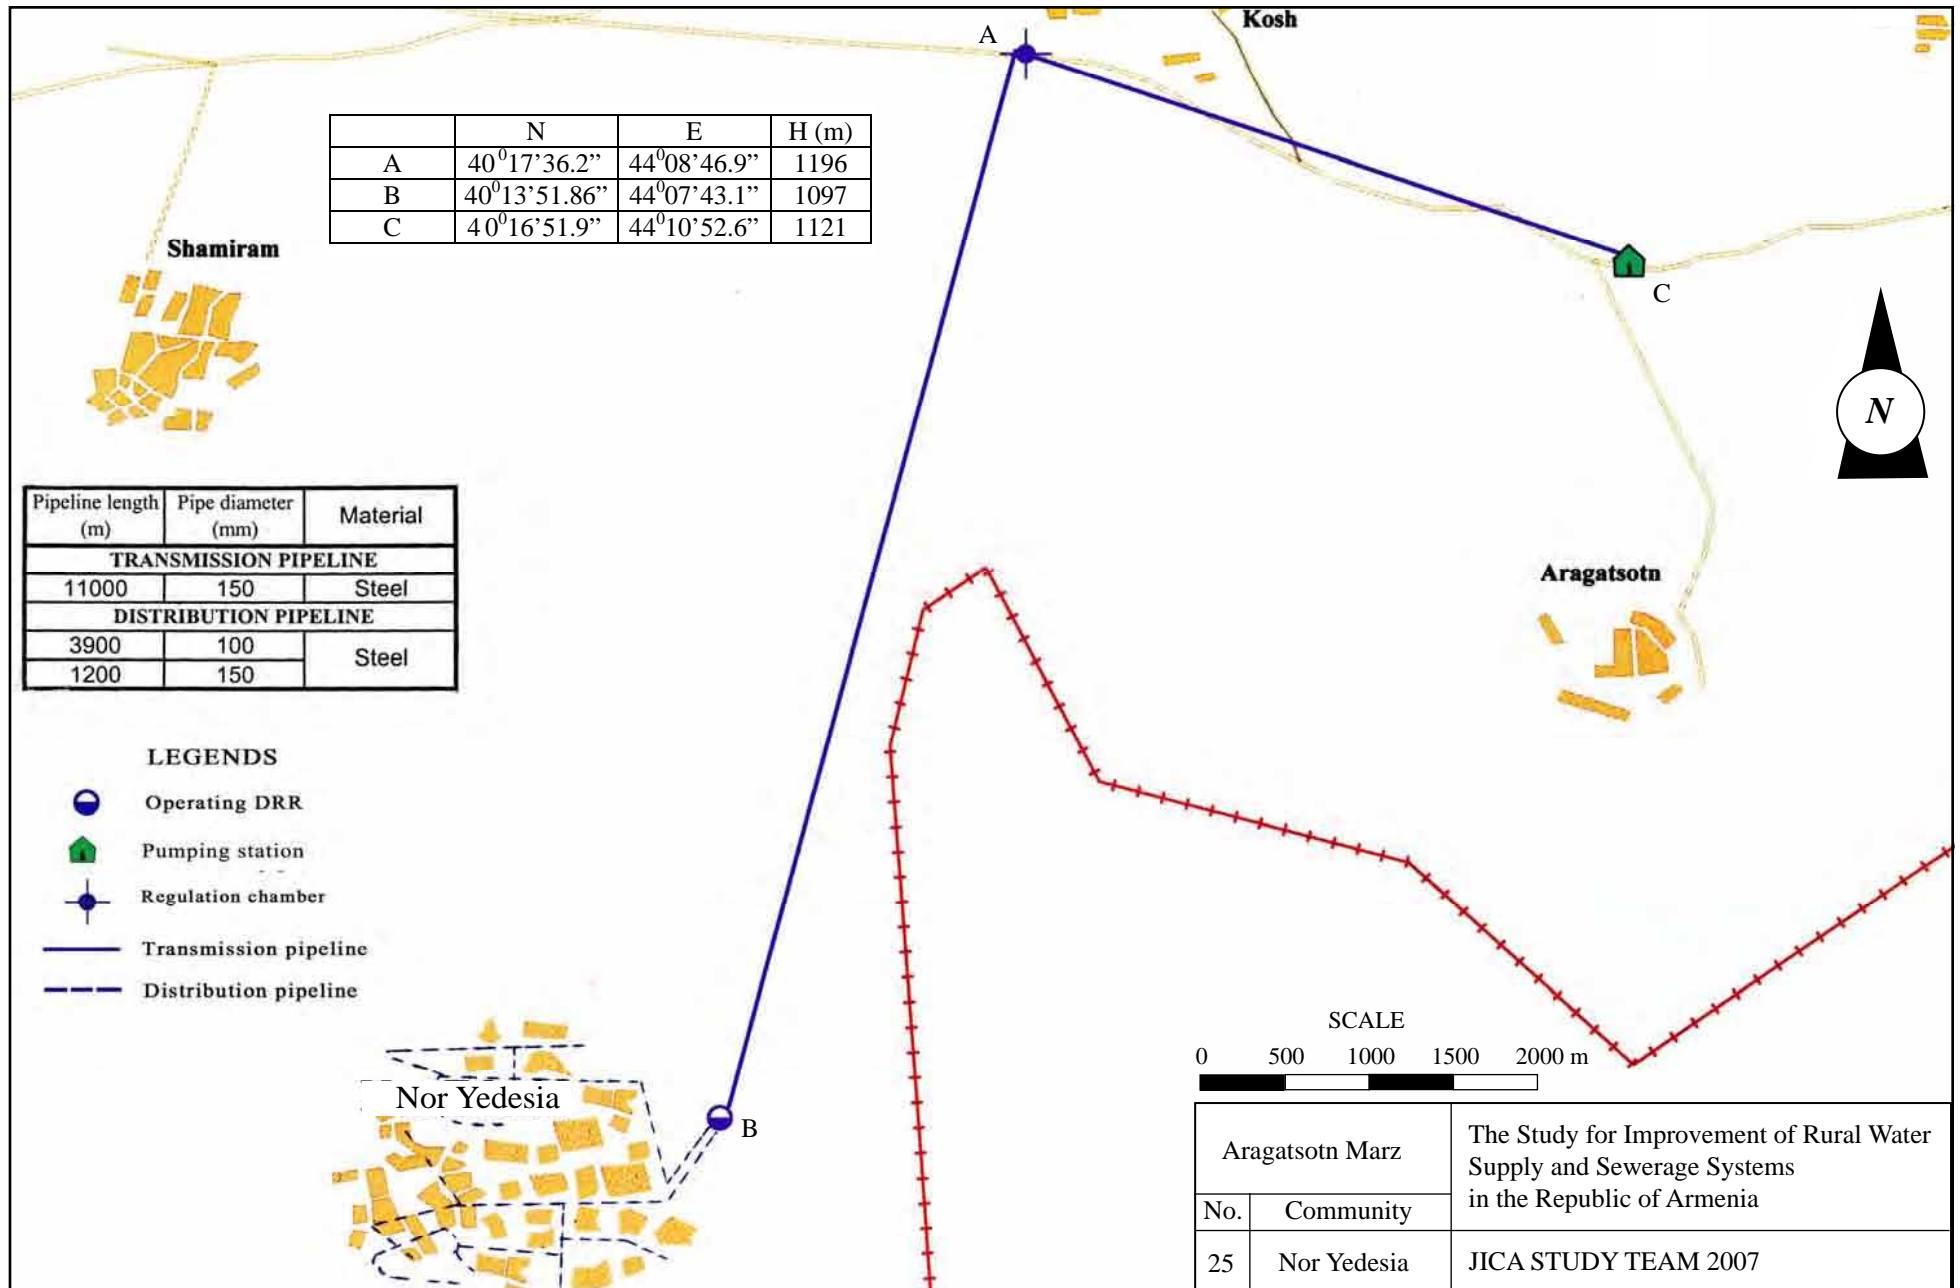 Kosh
A
N E H (m)
A 40⁰17’36.2” 44⁰08’46.9” 1196
B 40⁰13’51.86” 44⁰07’43.1” 1097
C 40⁰16’51.9” 44⁰10’52.6” 1121
Shamiram
C
N
Pipeline length (m) Pipe diameter (mm) Material
TRANSMISSION PIPELINE
11000 150 Steel
DISTRIBUTION PIPELINE
3900 100 Steel
1200 150
Aragatsotn
LEGENDS
Operating DRR
Pumping station
Regulation chamber
Transmission pipeline
Distribution pipeline
Nor Yedesia
B
SCALE
0 500 1000 1500 2000 m
Aragatsotn Marz
The Study for Improvement of Rural Water
Supply and Sewerage Systems
in the Republic of Armenia
No. Community
25 Nor Yedesia JICA STUDY TEAM 2007